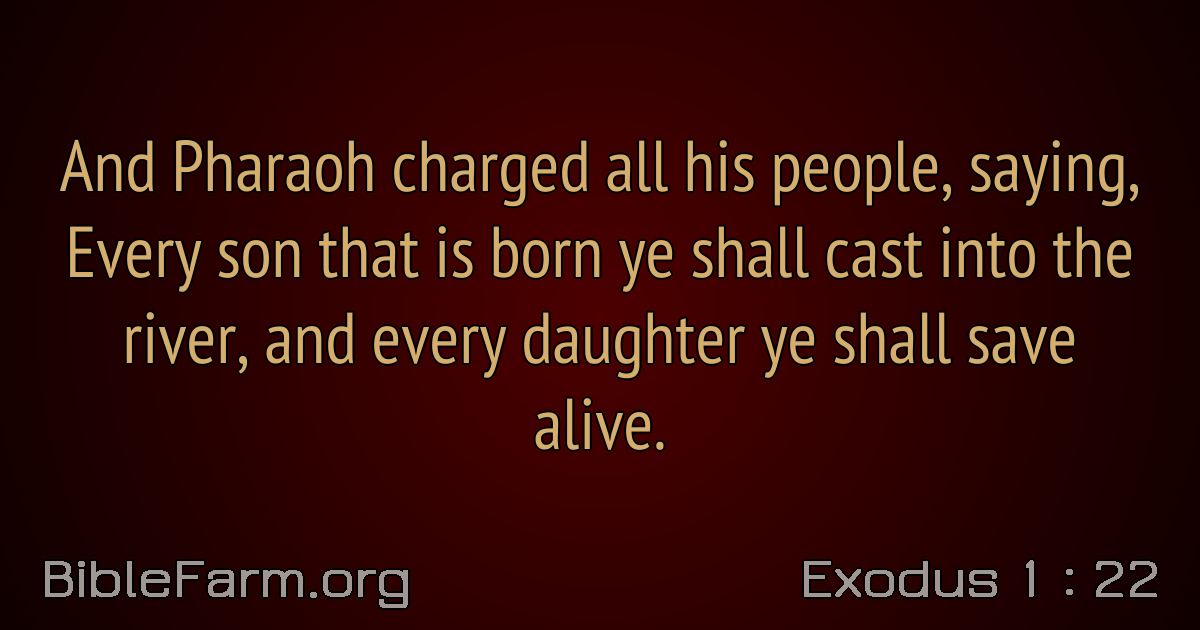 And Pharaoh charged all his people, saying,
Every son that is born ye shall cast into the
river, and every daughter ye shall save
alive.
BibleFarm.org
Exodus 1 : 22